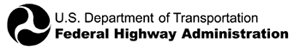 U.S. Department of Transportation
Federal Highway Administration